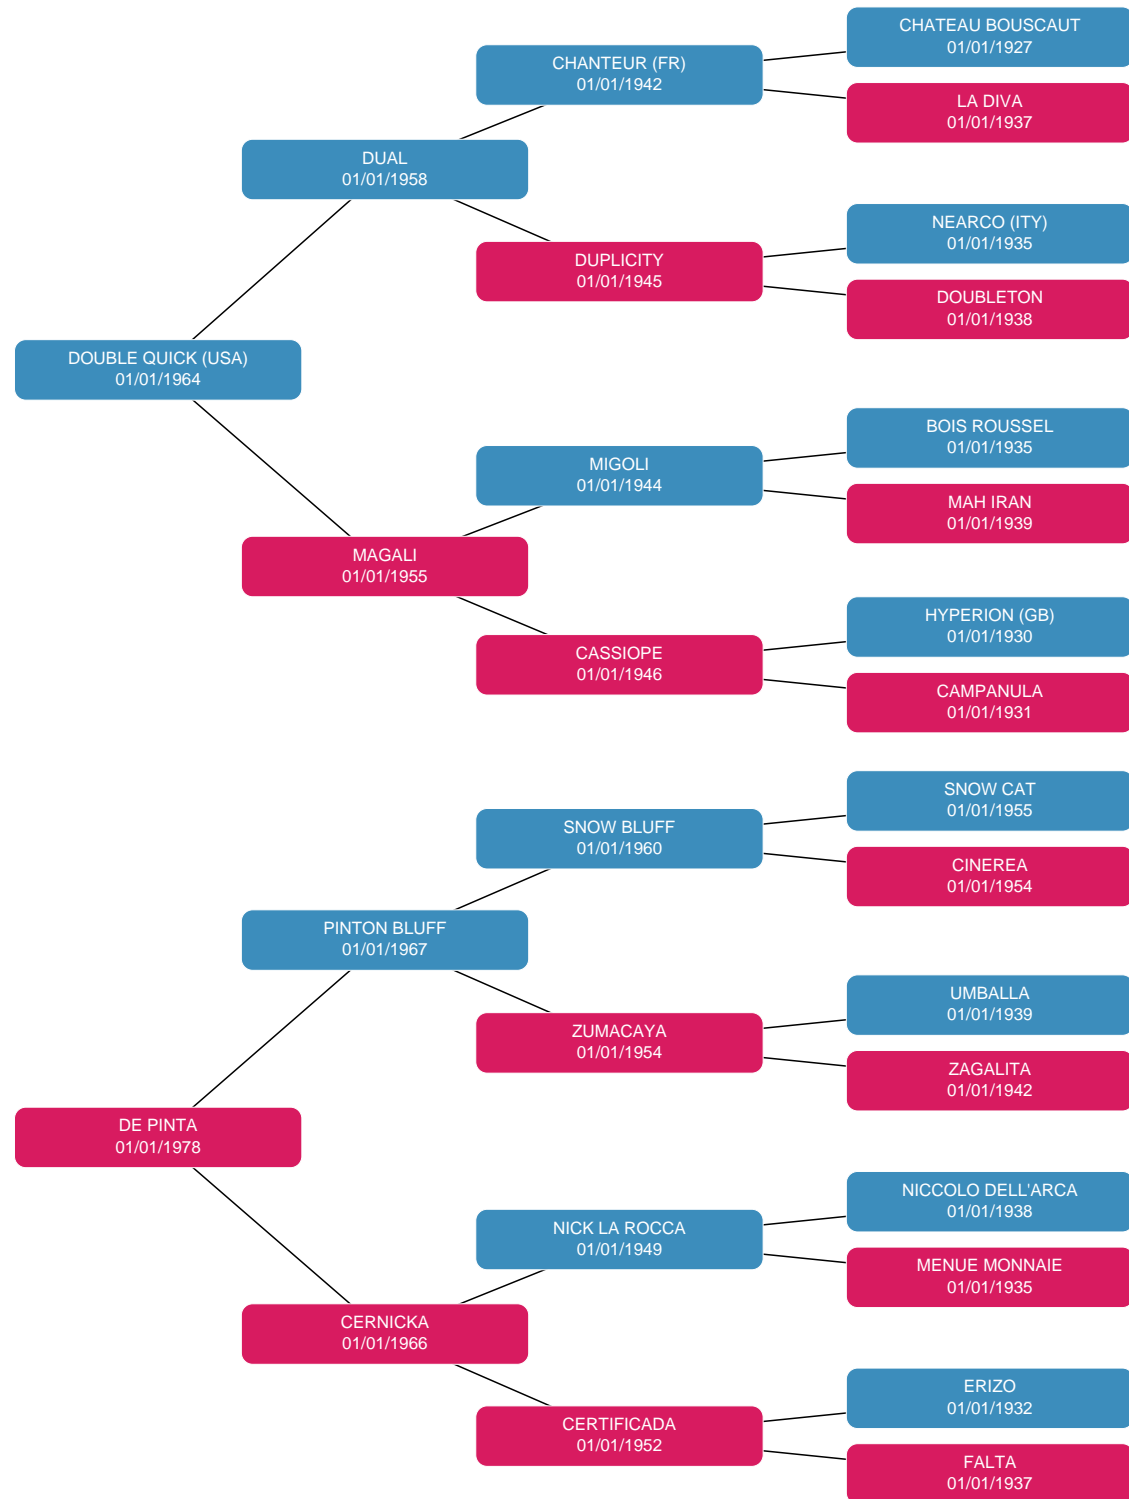 CHATEAU BOUSCAUT
01/01/1927
CHANTEUR (FR)
01/01/1942
LA DIVA
01/01/1937
DUAL
01/01/1958
NEARCO (ITY)
01/01/1935
DUPLICITY
01/01/1945
DOUBLETON
01/01/1938
DOUBLE QUICK (USA)
01/01/1964
BOIS ROUSSEL
01/01/1935
MIGOLI
01/01/1944
MAH IRAN
01/01/1939
MAGALI
01/01/1955
HYPERION (GB)
01/01/1930
CASSIOPE
01/01/1946
CAMPANULA
01/01/1931
SNOW CAT
01/01/1955
SNOW BLUFF
01/01/1960
CINEREA
01/01/1954
PINTON BLUFF
01/01/1967
UMBALLA
01/01/1939
ZUMACAYA
01/01/1954
ZAGALITA
01/01/1942
DE PINTA
01/01/1978
NICCOLO DELL'ARCA
01/01/1938
NICK LA ROCCA
01/01/1949
MENUE MONNAIE
01/01/1935
CERNICKA
01/01/1966
ERIZO
01/01/1932
CERTIFICADA
01/01/1952
FALTA
01/01/1937